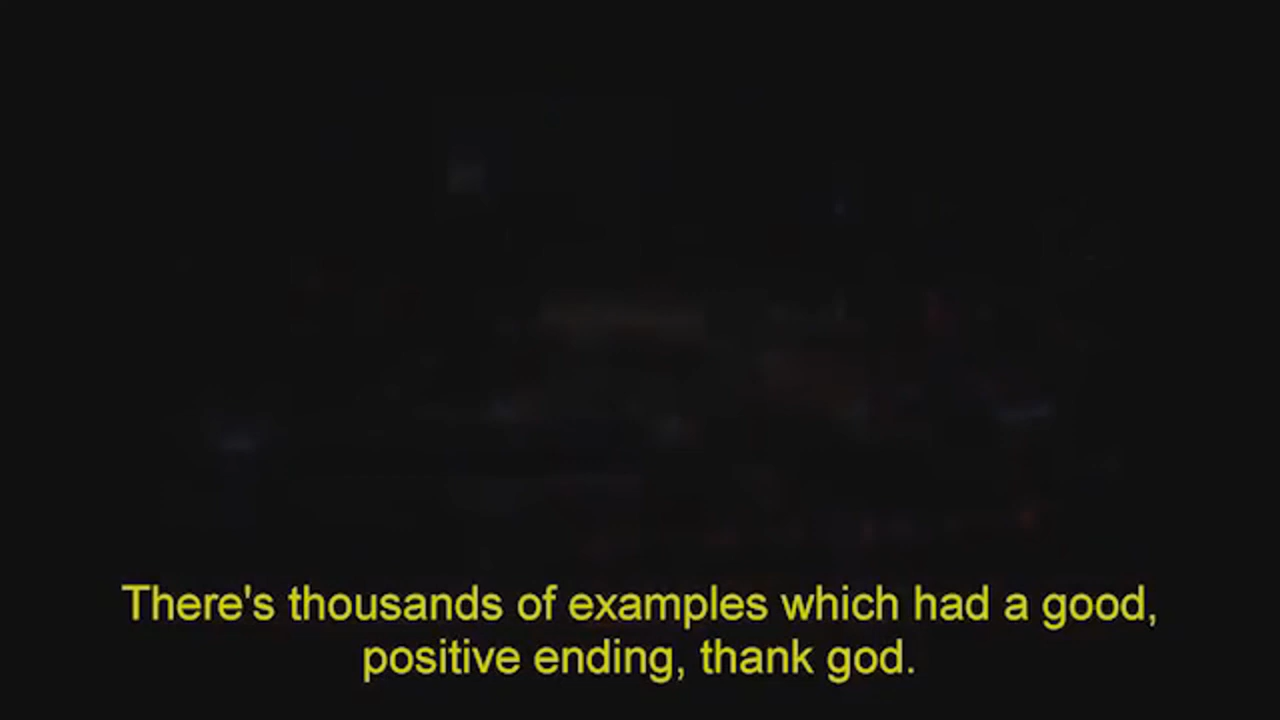 There's thousands of examples which had a good,
positive ending, thank god.